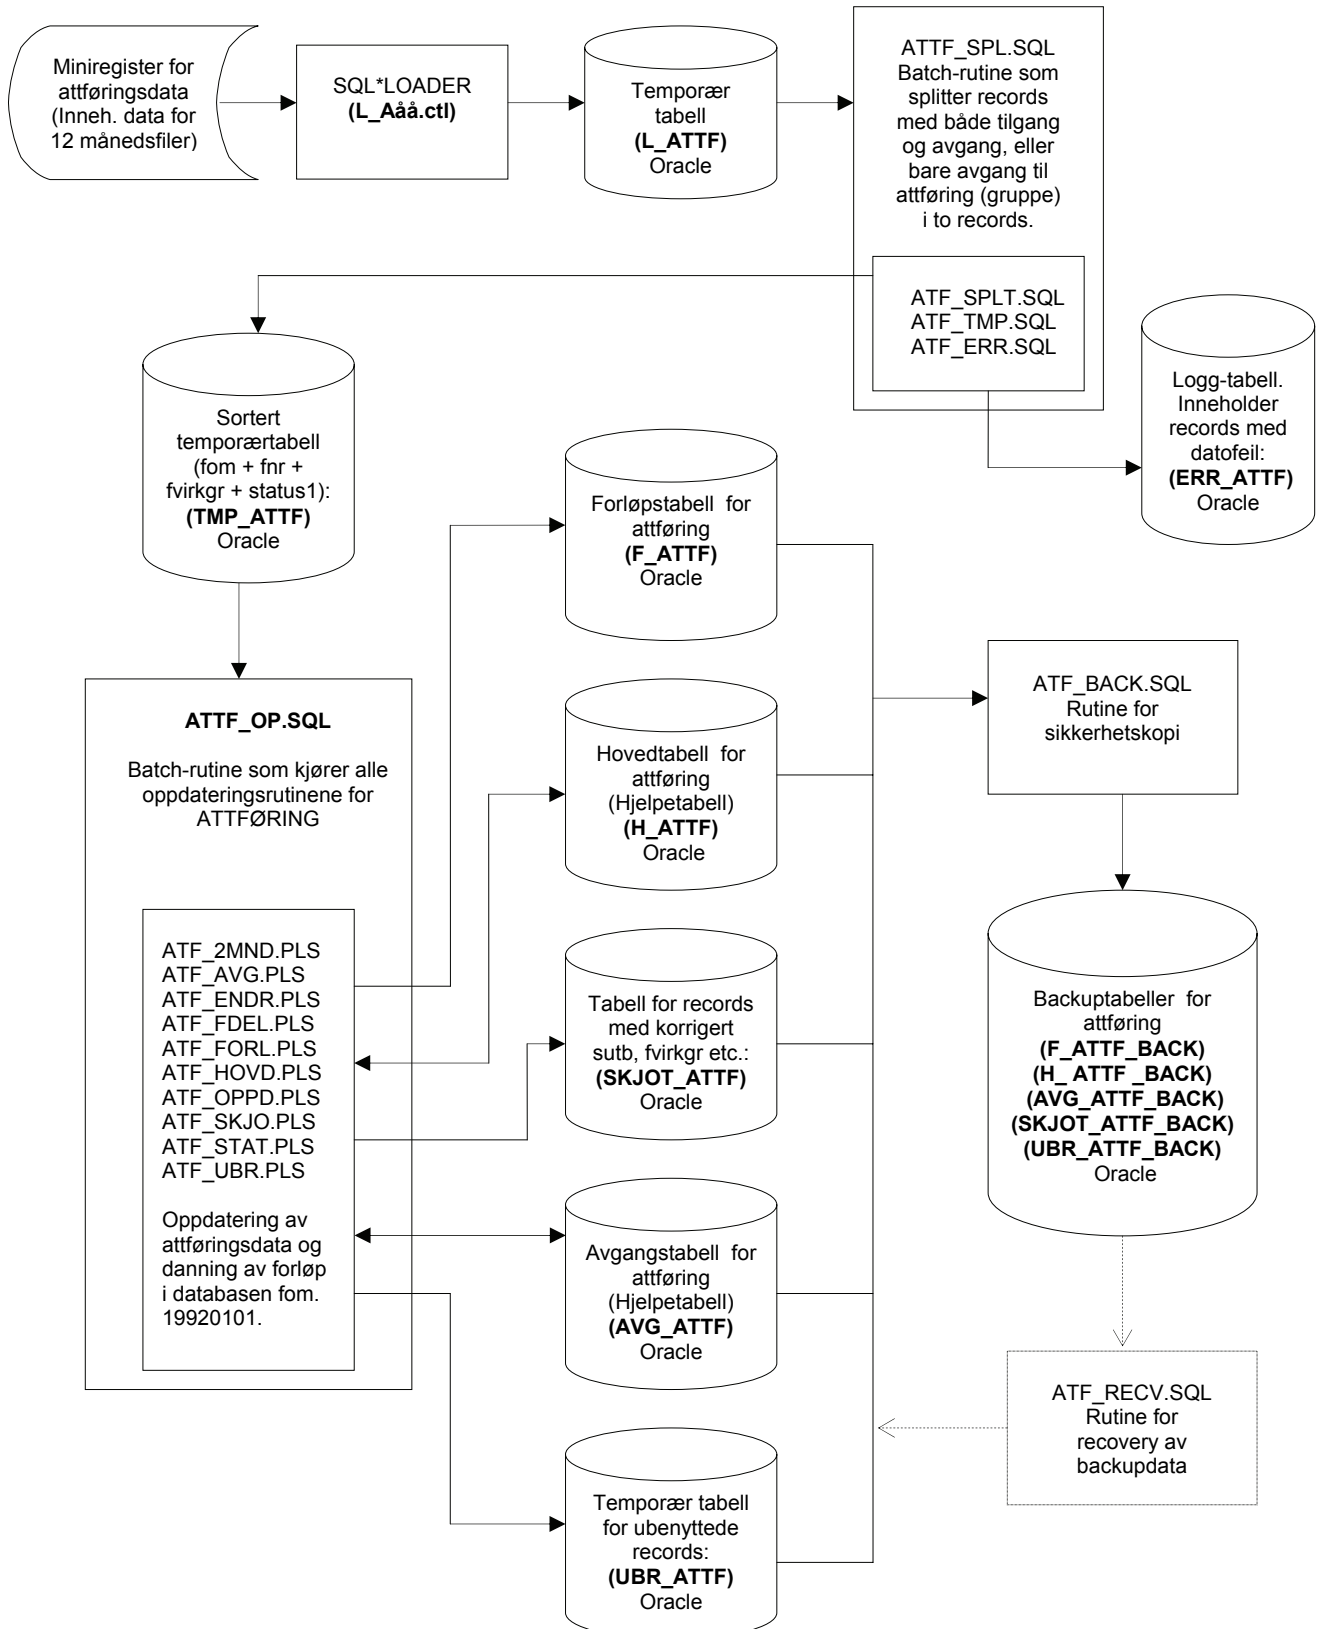 Miniregister for
attføringsdata
(Inneh. data for
12 månedsfiler)
SQL*LOADER
(L_Aåå.ctl)
Temporær
tabell
(L_ATTF)
Oracle
ATTF_SPL.SQL
Batch-rutine som
splitter records
med både tilgang
og avgang, eller
bare avgang til
attføring (gruppe)
i to records.
ATF_SPLT.SQL
ATF_TMP.SQL
ATF_ERR.SQL
Logg-tabell.
Inneholder
records med
datofeil:
(ERR_ATTF)
Oracle
Sortert
temporærtabell
(fom + fnr +
fvirkgr + status1):
(TMP_ATTF)
Oracle
ATTF_OP.SQL
Batch-rutine som kjører alle
oppdateringsrutinene for
ATTFØRING
ATF_2MND.PLS
ATF_AVG.PLS
ATF_ENDR.PLS
ATF_FDEL.PLS
ATF_FORL.PLS
ATF_HOVD.PLS
ATF_OPPD.PLS
ATF_SKJO.PLS
ATF_STAT.PLS
ATF_UBR.PLS
Oppdatering av
attføringsdata og
danning av forløp
i databasen fom.
19920101.
Forløpstabell for
attføring
(F_ATTF)
Oracle
Hovedtabell for
attføring
(Hjelpetabell)
(H_ATTF)
Oracle
Tabell for records
med korrigert
sutb, fvirkgr etc.:
(SKJOT_ATTF)
Oracle
Avgangstabell for
attføring
(Hjelpetabell)
(AVG_ATTF)
Oracle
Temporær tabell
for ubenyttede
records:
(UBR_ATTF)
Oracle
ATF_BACK.SQL
Rutine for
sikkerhetskopi
Backuptabeller for
attføring
(F_ATTF_BACK)
(H_ ATTF _BACK)
(AVG_ATTF_BACK)
(SKJOT_ATTF_BACK)
(UBR_ATTF_BACK)
Oracle
ATF_RECV.SQL
Rutine for
recovery av
backupdata